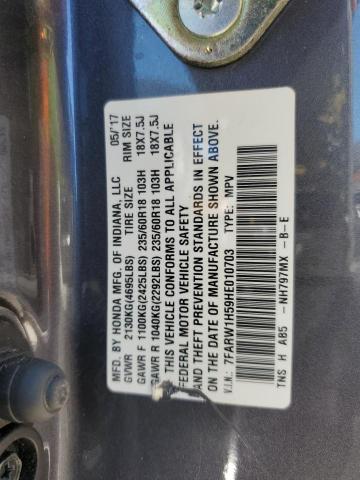 MFD. BY HONDA MFG. OF INDIANA, LLC 05/'17
GVWR 2130KG(4695LBS) TIRE SIZE RIM SIZE
GAWR F 1100KG(2425LBS) 235/60R18 103H 18X7.5J
GAWR R 1040KG(2292LBS) 235/60R18 103H 18X7.5J
THIS VEHICLE CONFORMS TO ALL APPLICABLE
FEDERAL MOTOR VEHICLE SAFETY
AND THEFT PREVENTION STANDARDS IN EFFECT
ON THE DATE OF MANUFACTURE SHOWN ABOVE.
V.I.N.: 7FARW1H59HE010703 TYPE: MPV
TNS H AB5 -NH797MX -B-E